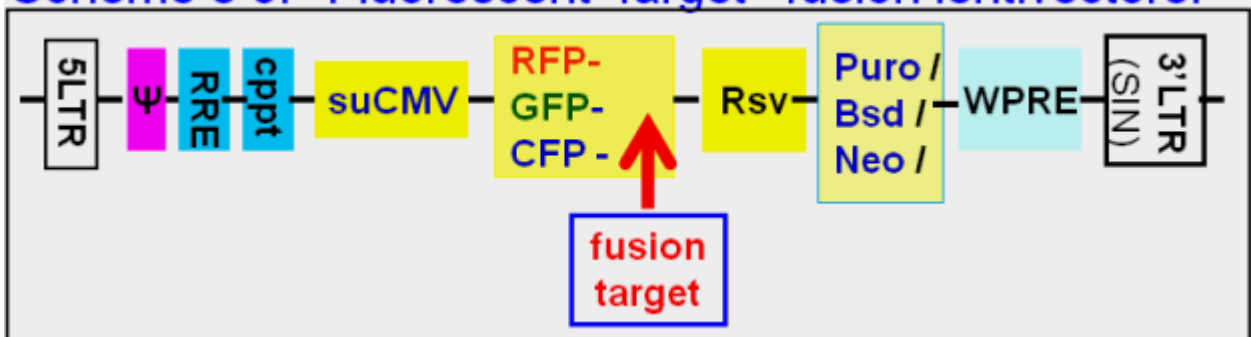 5LTR
Ψ
RRE
cppt
suCMV
RFP-
GFP-
CFP -
Rsv
Puro /
Bsd /
Neo /
WPRE
3'LTR
(SIN)
fusion
target